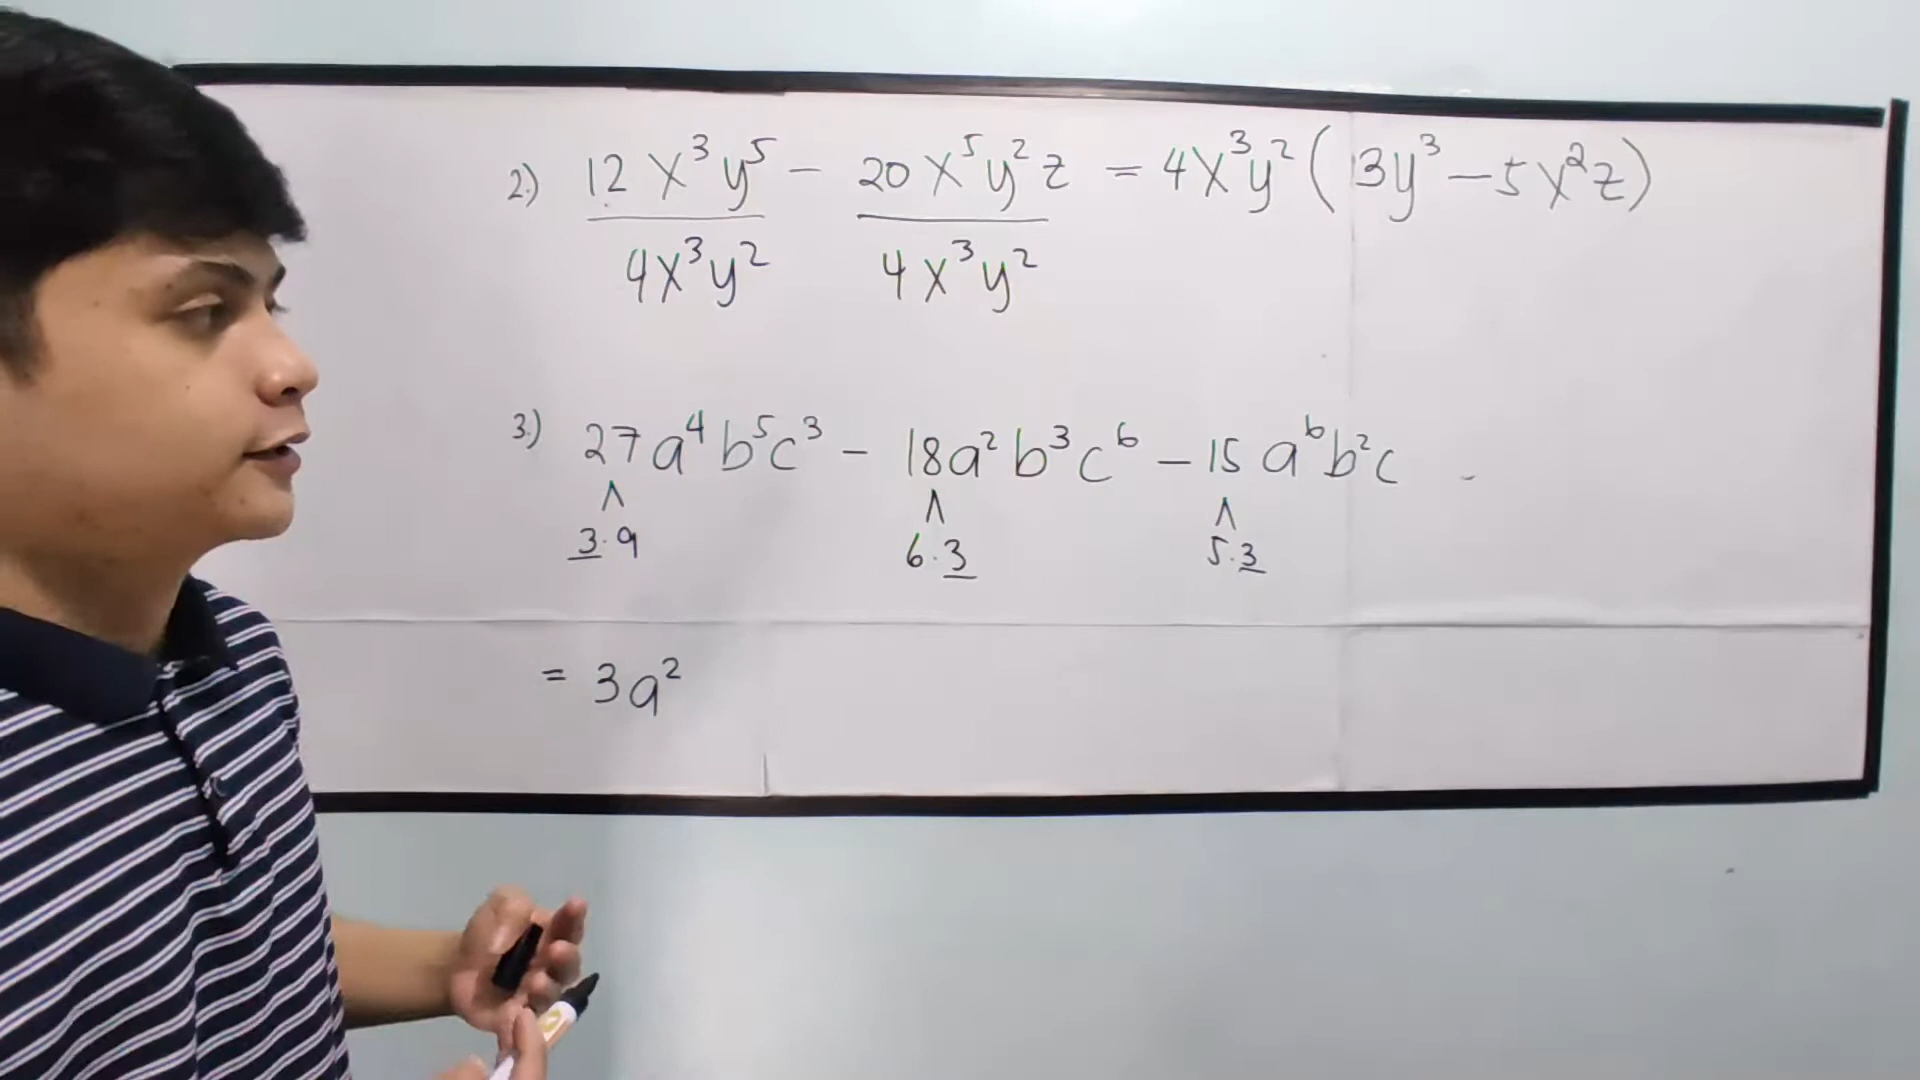 2.) 12x³y⁵ − 20x⁵y²z = 4x³y² (3y³ − 5x²z)
4x³y² 4x³y²
3.) 27a⁴b⁵c³ − 18a²b³c⁶ − 15a⁶b²c
3·9 6·3 5·3
= 3a²